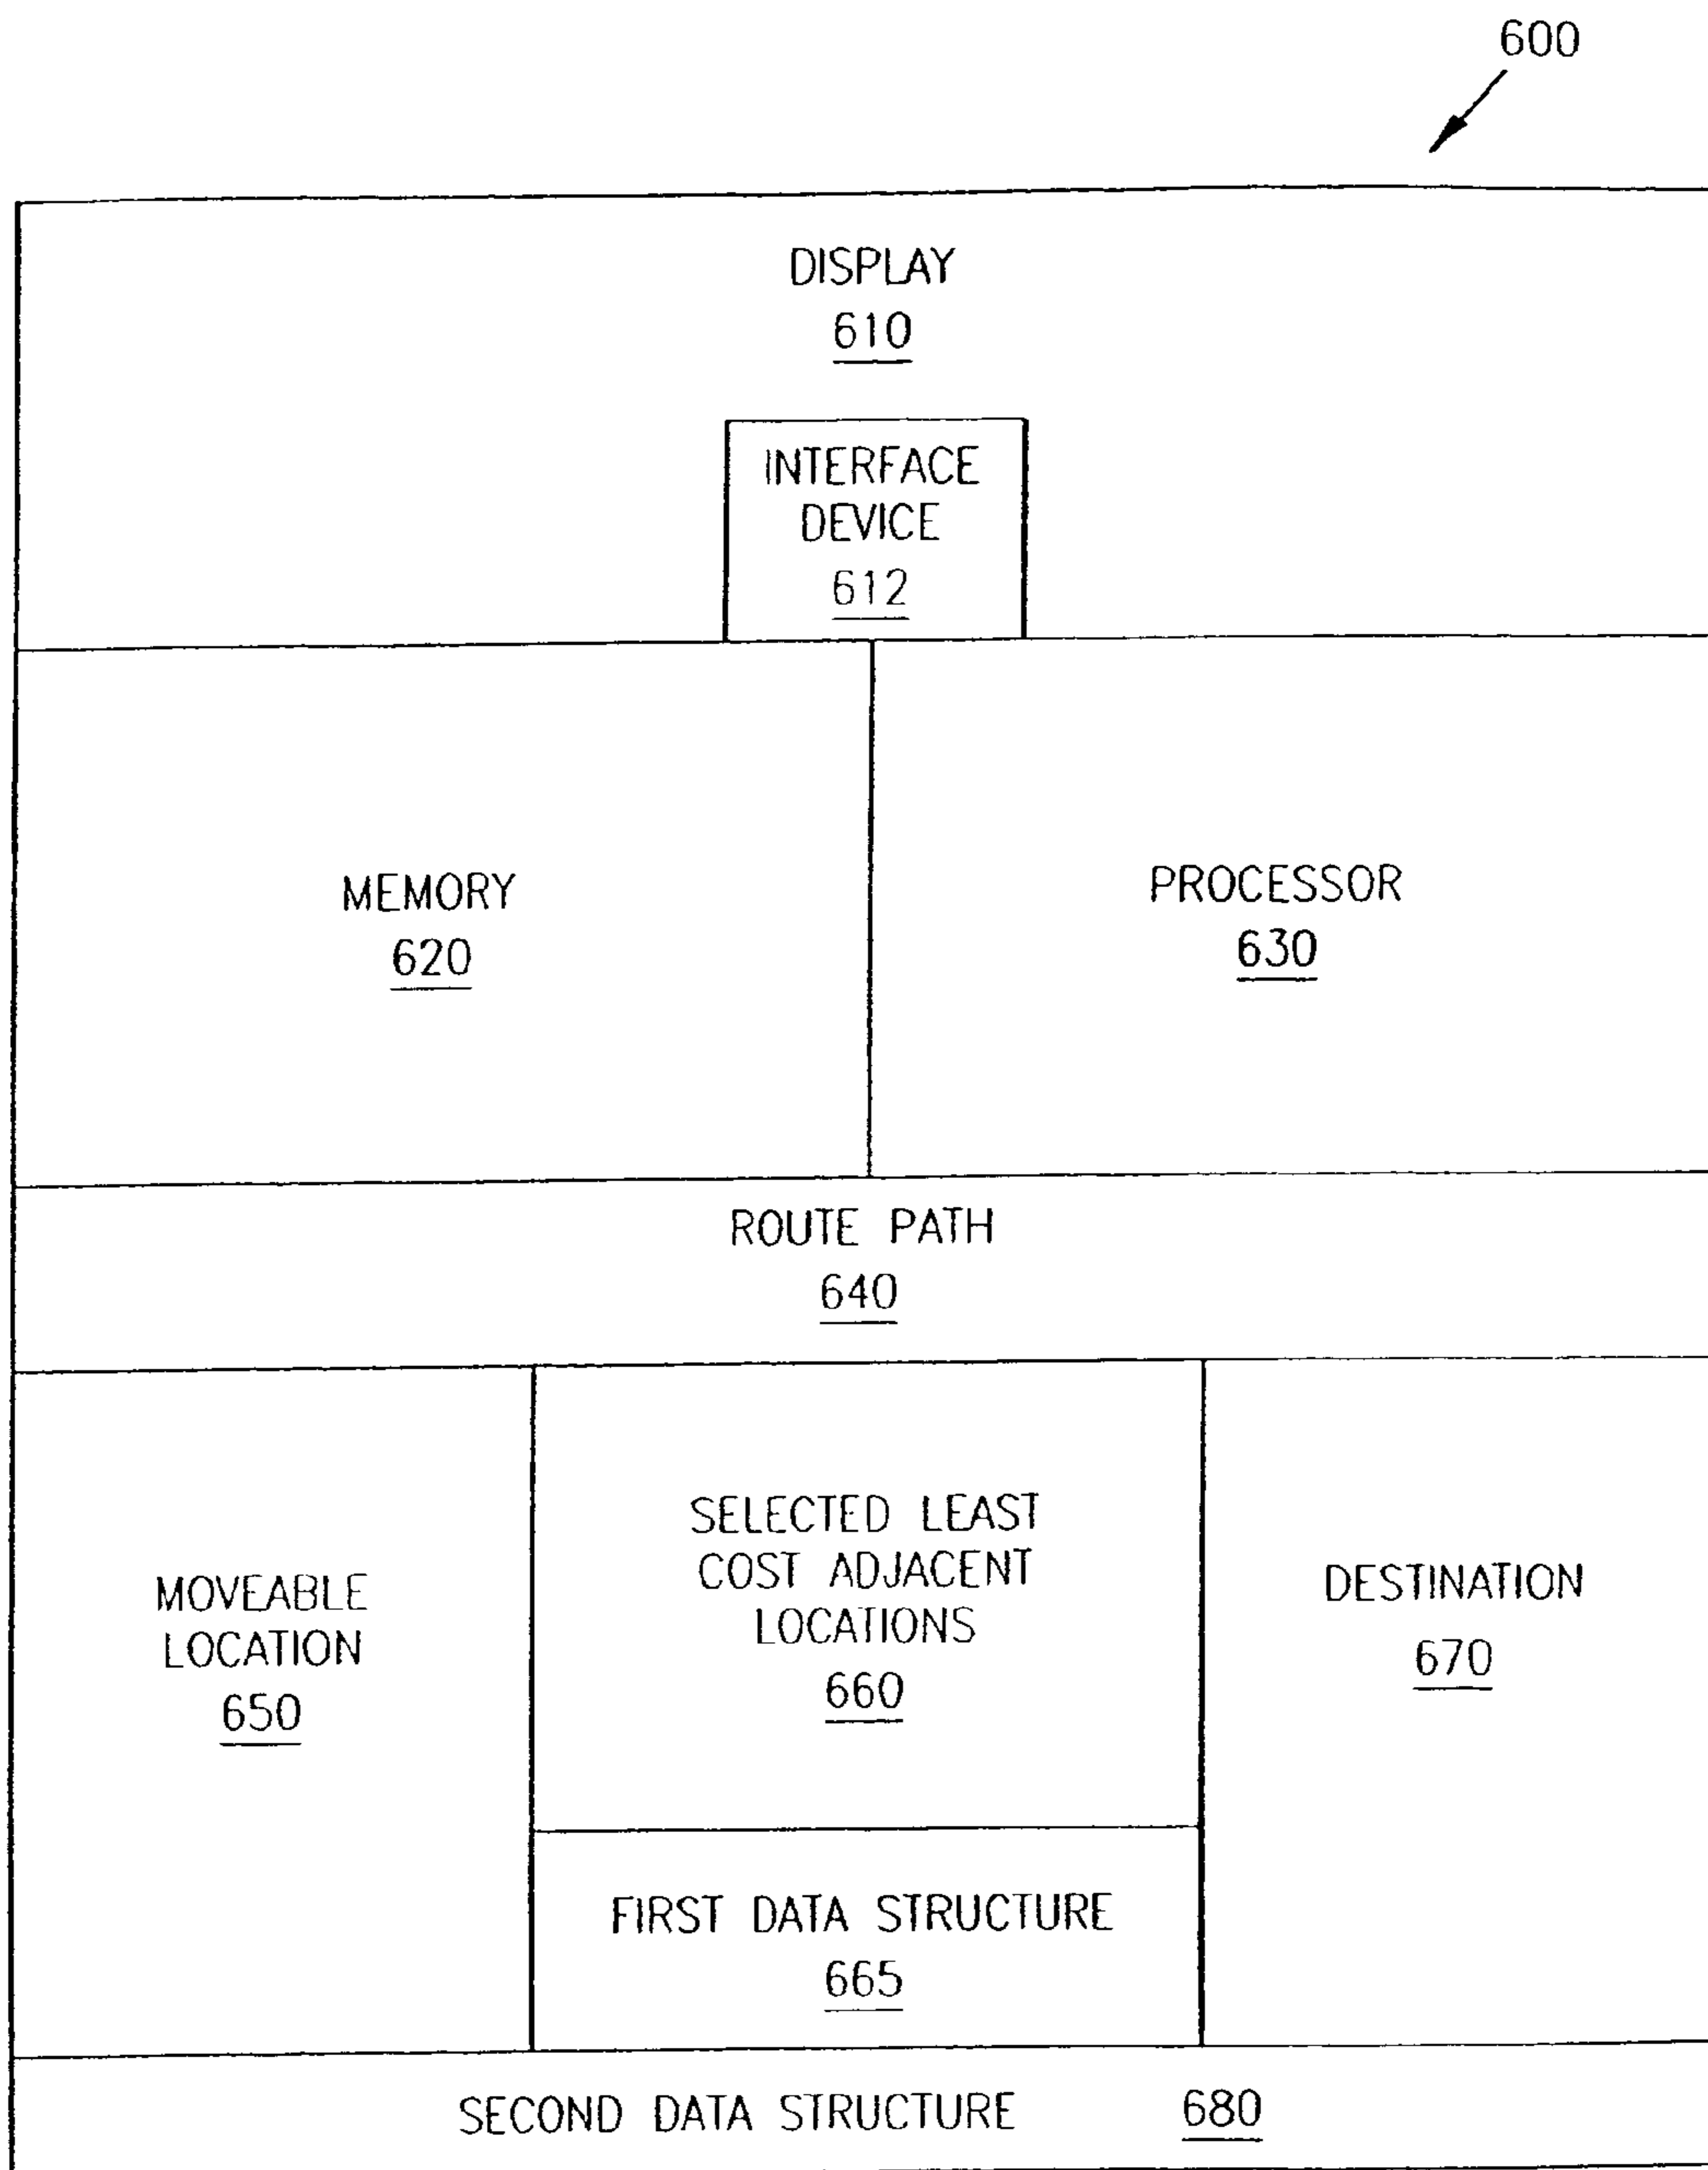 600
DISPLAY
610
INTERFACE
DEVICE
612
MEMORY
620
PROCESSOR
630
ROUTE PATH
640
MOVEABLE
LOCATION
650
SELECTED LEAST
COST ADJACENT
LOCATIONS
660
DESTINATION
670
FIRST DATA STRUCTURE
665
SECOND DATA STRUCTURE 680